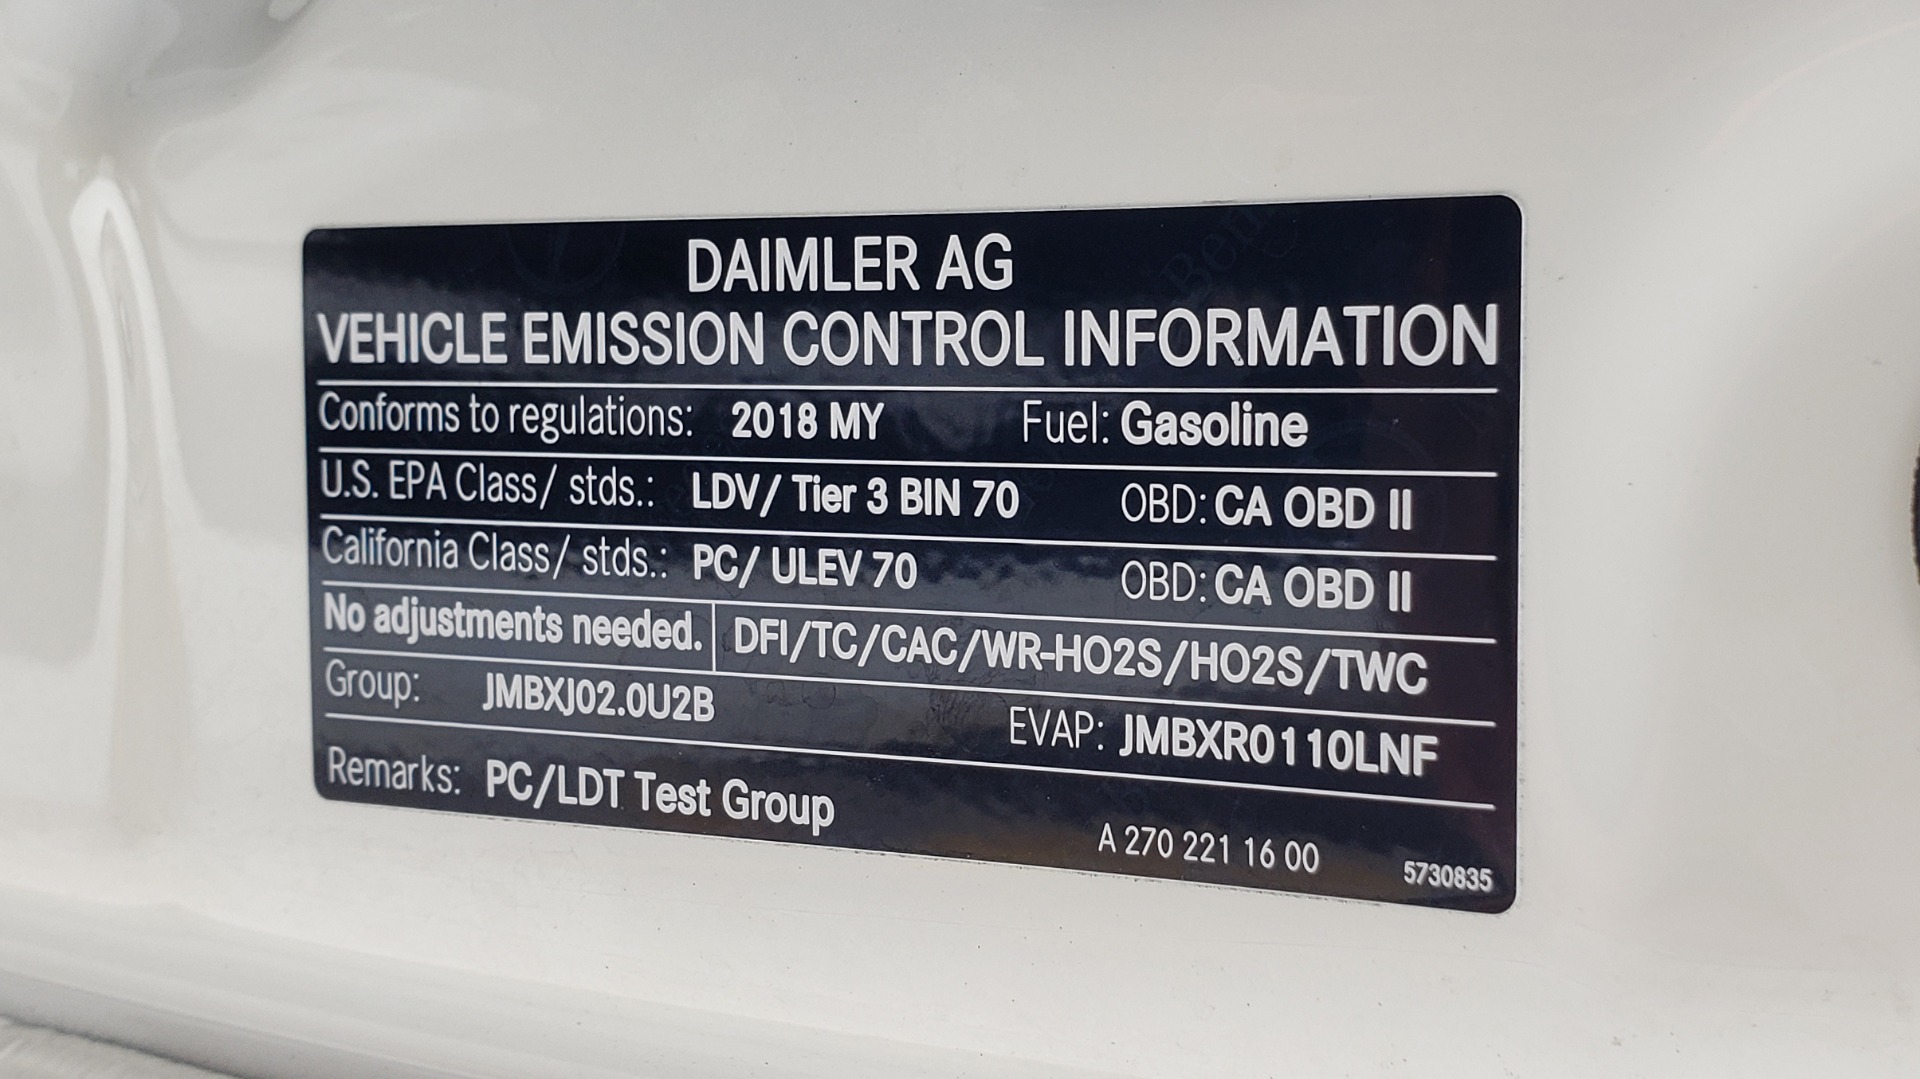 DAIMLER AG
VEHICLE EMISSION CONTROL INFORMATION
Conforms to regulations: 2018 MY Fuel: Gasoline
U.S. EPA Class/ stds.: LDV/ Tier 3 BIN 70 OBD: CA OBD II
California Class/ stds.: PC/ ULEV 70 OBD: CA OBD II
No adjustments needed. DFI/TC/CAC/WR-HO2S/HO2S/TWC
Group: JMBXJ02.0U2B EVAP: JMBXR0110LNF
Remarks: PC/LDT Test Group
A 270 221 16 00 5730835